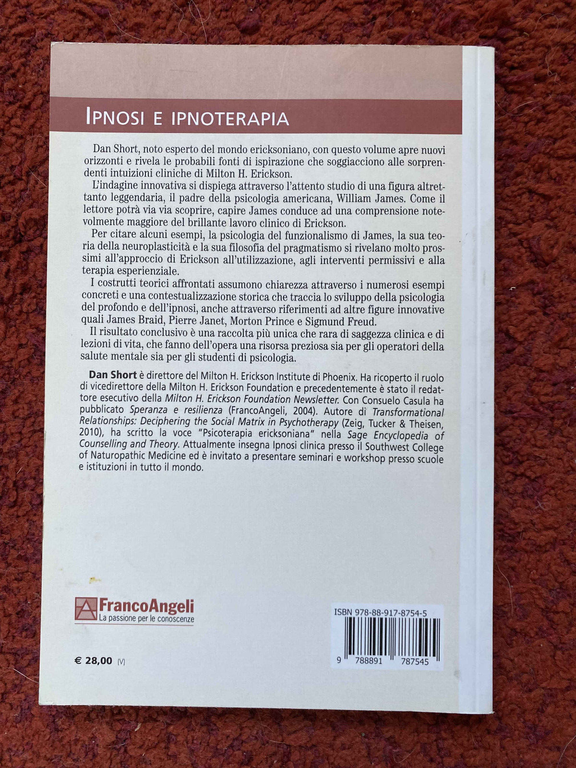 IPNOSI E IPNOTERAPIA
Dan Short, noto esperto del mondo ericksoniano, con questo volume apre nuovi
orizzonti e rivela le probabili fonti di ispirazione che soggiacciono alle sorpren-
denti intuizioni cliniche di Milton H. Erickson.
L'indagine innovativa si dispiega attraverso l'attento studio di una figura altret-
tanto leggendaria, il padre della psicologia americana, William James. Come il
lettore potrà via via scoprire, capire James conduce ad una comprensione note-
volmente maggiore del brillante lavoro clinico di Erickson.
Per citare alcuni esempi, la psicologia del funzionalismo di James, la sua teo-
ria della neuroplasticità e la sua filosofia del pragmatismo si rivelano molto pros-
simi all'approccio di Erickson all'utilizzazione, agli interventi permissivi e alla
terapia esperienziale.
I costrutti teorici affrontati assumono chiarezza attraverso i numerosi esempi
concreti e una contestualizzazione storica che traccia lo sviluppo della psicologia
del profondo e dell'ipnosi, anche attraverso riferimenti ad altre figure innovative
quali James Braid, Pierre Janet, Morton Prince e Sigmund Freud.
Il risultato conclusivo è una raccolta più unica che rara di saggezza clinica e di
lezioni di vita, che fanno dell'opera una risorsa preziosa sia per gli operatori della
salute mentale sia per gli studenti di psicologia.
Dan Short è direttore del Milton H. Erickson Institute di Phoenix. Ha ricoperto il ruolo
di vicedirettore della Milton H. Erickson Foundation e precedentemente è stato il redat-
tore esecutivo della Milton H. Erickson Foundation Newsletter. Con Consuelo Casula ha
pubblicato Speranza e resilienza (FrancoAngeli, 2004). Autore di Transformational
Relationships: Deciphering the Social Matrix in Psychotherapy (Zeig, Tucker & Theisen,
2010), ha scritto la voce "Psicoterapia ericksoniana" nella Sage Encyclopedia of
Counselling and Theory. Attualmente insegna Ipnosi clinica presso il Southwest College
of Naturopathic Medicine ed è invitato a presentare seminari e workshop presso scuole
e istituzioni in tutto il mondo.
FrancoAngeli
La passione per le conoscenze
€ 28,00 (V)
ISBN 978-88-917-8754-5
9 788891 787545